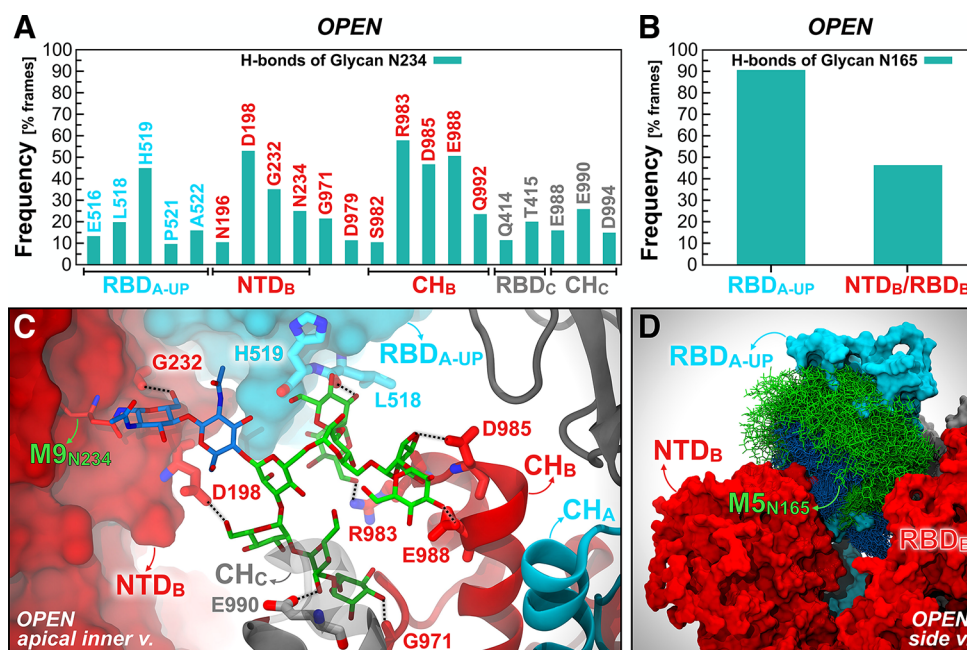 A
OPEN
Frequency [% frames]
100
90
80
70
60
50
40
30
20
10
0
H-bonds of Glycan N234
E516
L518
H519
P521
A522
N196
D198
G232
N234
G971
D979
S982
R983
D985
E988
Q992
Q414
T415
E988
E990
D994
RBDA-UP
NTDB
CHB
RBDC
CHC
B
OPEN
Frequency [% frames]
100
90
80
70
60
50
40
30
20
10
0
H-bonds of Glycan N165
RBDA-UP
NTDB/RBDB
C
G232
H519
RBDA-UP
L518
M9N234
D985
D198
CHB
R983
CHA
E988
NTDB
CHC
E990
G971
OPEN
apical inner v.
D
RBDA-UP
NTDB
M5N165
RBDB
OPEN
side v